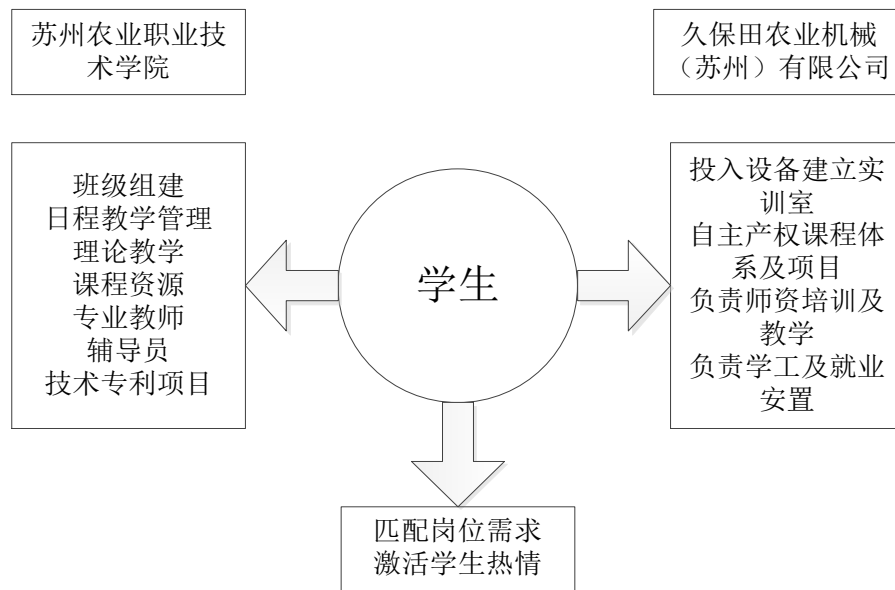 苏州农业职业技
术学院
久保田农业机械
（苏州）有限公司
班级组建
日程教学管理
理论教学
课程资源
专业教师
辅导员
技术专利项目
学生
投入设备建立实
训室
自主产权课程体
系及项目
负责师资培训及
教学
负责学工及就业
安置
匹配岗位需求
激活学生热情